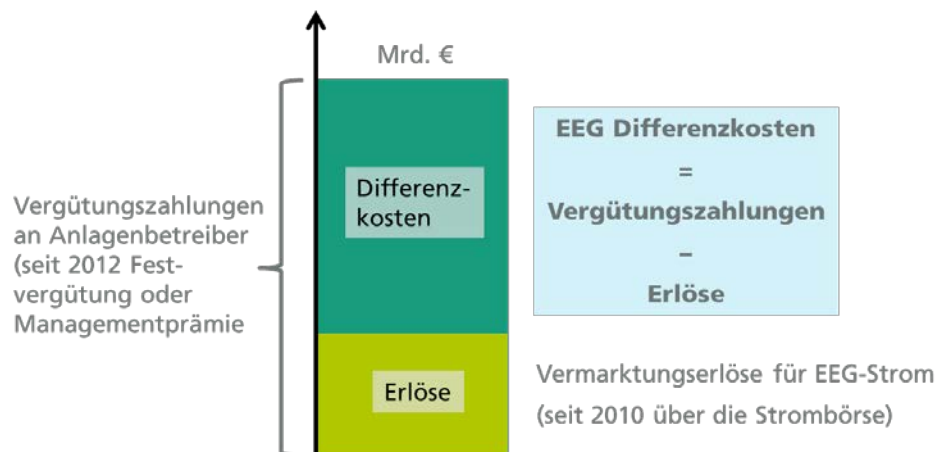 Mrd. €
Vergütungszahlungen
an Anlagenbetreiber
(seit 2012 Fest-
vergütung oder
Managementprämie
Differenz-
kosten
Erlöse
EEG Differenzkosten
=
Vergütungszahlungen
–
Erlöse
Vermarktungserlöse für EEG-Strom
(seit 2010 über die Strombörse)